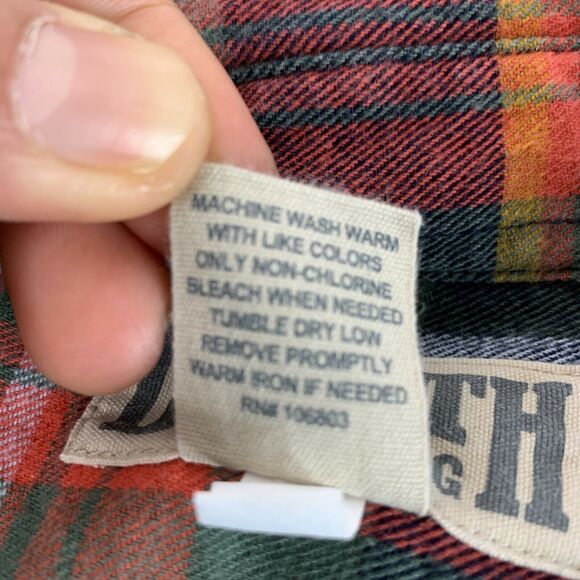 MACHINE WASH WARM
WITH LIKE COLORS
ONLY NON-CHLORINE
BLEACH WHEN NEEDED
TUMBLE DRY LOW
REMOVE PROMPTLY
WARM IRON IF NEEDED
RN# 106803
TH
G
H